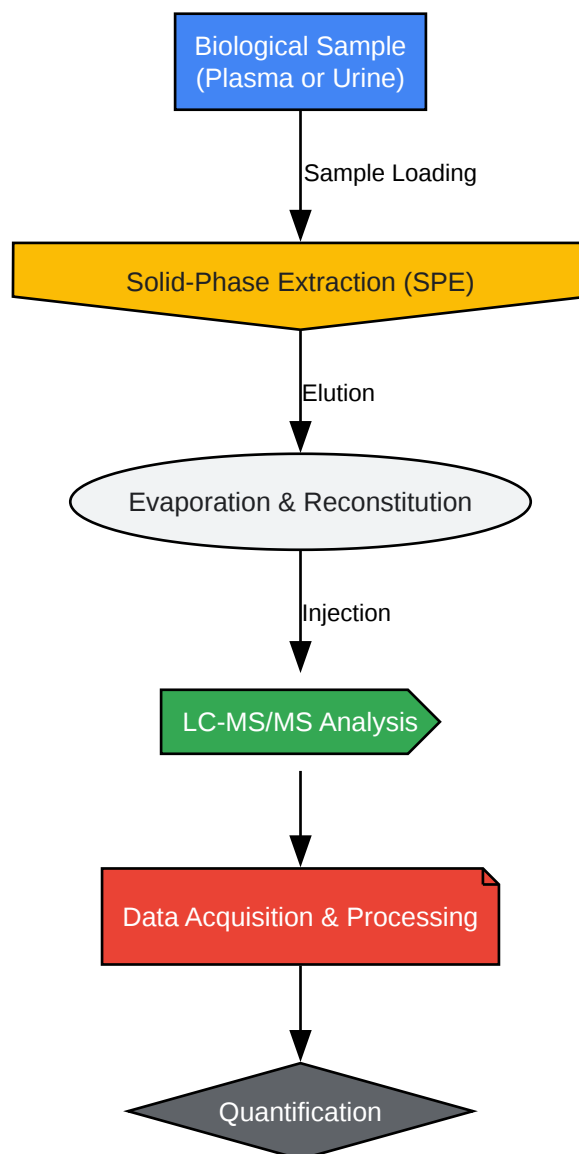 Biological Sample
(Plasma or Urine)
Sample Loading
Solid-Phase Extraction (SPE)
Elution
Evaporation & Reconstitution
Injection
LC-MS/MS Analysis
Data Acquisition & Processing
Quantification